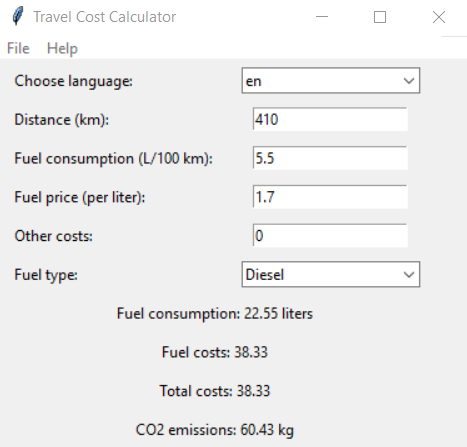 Travel Cost Calculator
File Help
Choose language: en
Distance (km): 410
Fuel consumption (L/100 km): 5.5
Fuel price (per liter): 1.7
Other costs: 0
Fuel type: Diesel
Fuel consumption: 22.55 liters
Fuel costs: 38.33
Total costs: 38.33
CO2 emissions: 60.43 kg